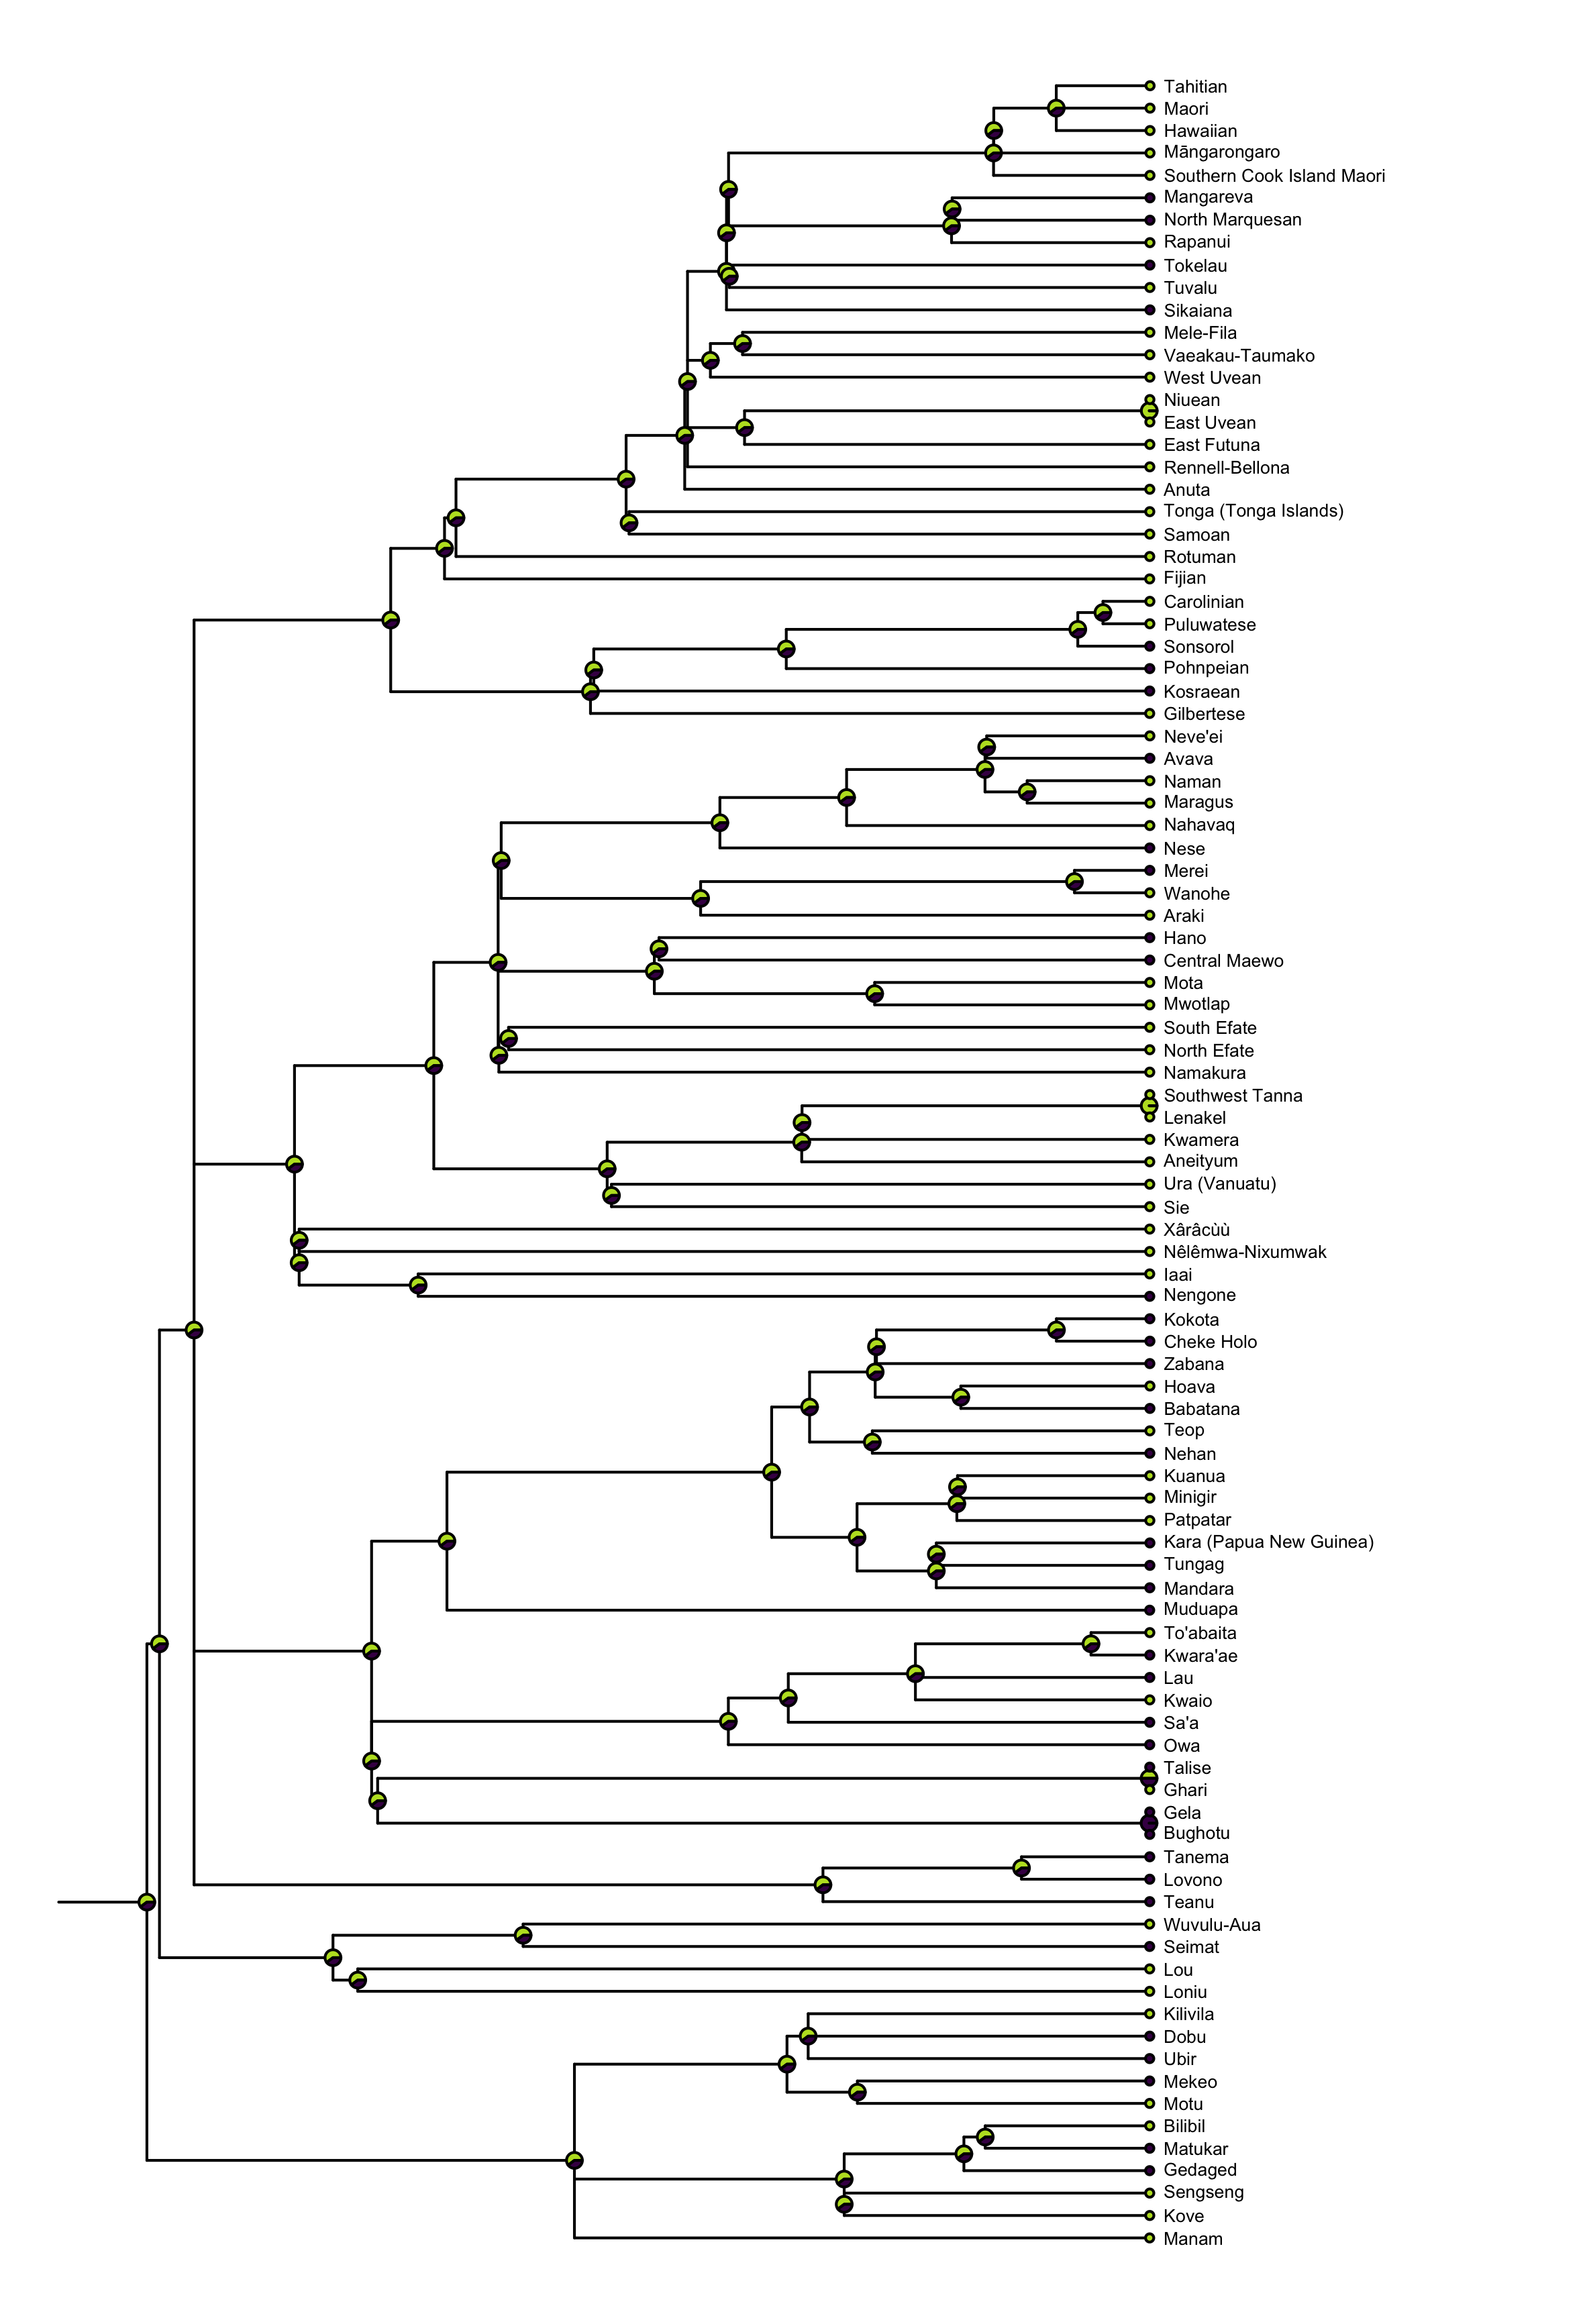 Tahitian
Maori
Hawaiian
Māngarongaro
Southern Cook Island Maori
Mangareva
North Marquesan
Rapanui
Tokelau
Tuvalu
Sikaiana
Mele-Fila
Vaeakau-Taumako
West Uvean
Niuean
East Uvean
East Futuna
Rennell-Bellona
Anuta
Tonga (Tonga Islands)
Samoan
Rotuman
Fijian
Carolinian
Puluwatese
Sonsorol
Pohnpeian
Kosraean
Gilbertese
Neve'ei
Avava
Naman
Maragus
Nahavaq
Nese
Merei
Wanohe
Araki
Hano
Central Maewo
Mota
Mwotlap
South Efate
North Efate
Namakura
Southwest Tanna
Lenakel
Kwamera
Aneityum
Ura (Vanuatu)
Sie
Xârâcùù
Nêlêmwa-Nixumwak
Iaai
Nengone
Kokota
Cheke Holo
Zabana
Hoava
Babatana
Teop
Nehan
Kuanua
Minigir
Patpatar
Kara (Papua New Guinea)
Tungag
Mandara
Muduapa
To'abaita
Kwara'ae
Lau
Kwaio
Sa'a
Owa
Talise
Ghari
Gela
Bughotu
Tanema
Lovono
Teanu
Wuvulu-Aua
Seimat
Lou
Loniu
Kilivila
Dobu
Ubir
Mekeo
Motu
Bilibil
Matukar
Gedaged
Sengseng
Kove
Manam